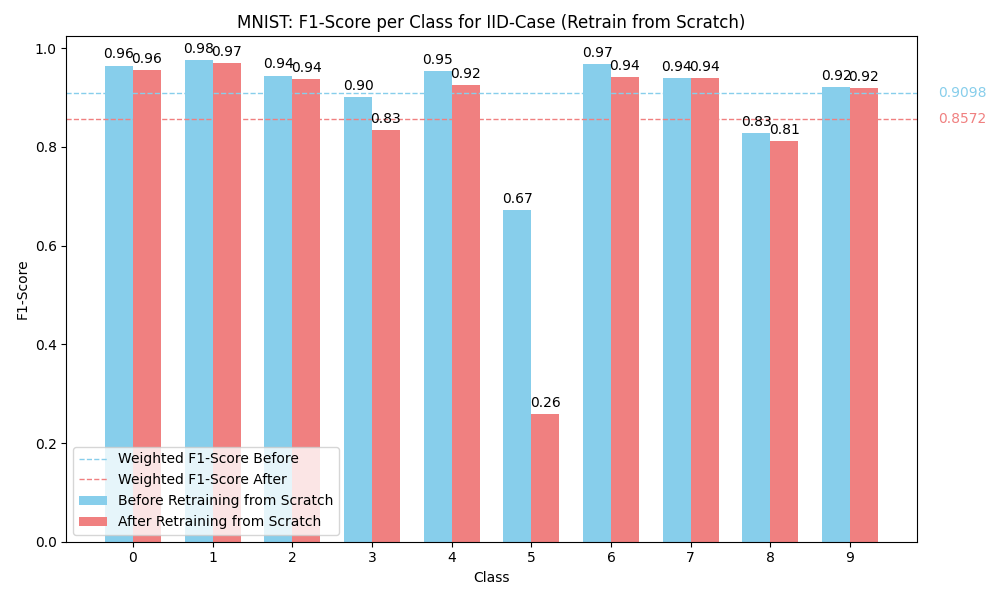 MNIST: F1-Score per Class for IID-Case (Retrain from Scratch)
1.0
0.8
0.6
0.4
0.2
0.0
F1-Score
0.96 0.96 0.98 0.97 0.94 0.94 0.90 0.83 0.95 0.92 0.67 0.26 0.97 0.94 0.94 0.94 0.83 0.81 0.92 0.92
0.9098
0.8572
Weighted F1-Score Before
Weighted F1-Score After
Before Retraining from Scratch
After Retraining from Scratch
0 1 2 3 4 5 6 7 8 9
Class